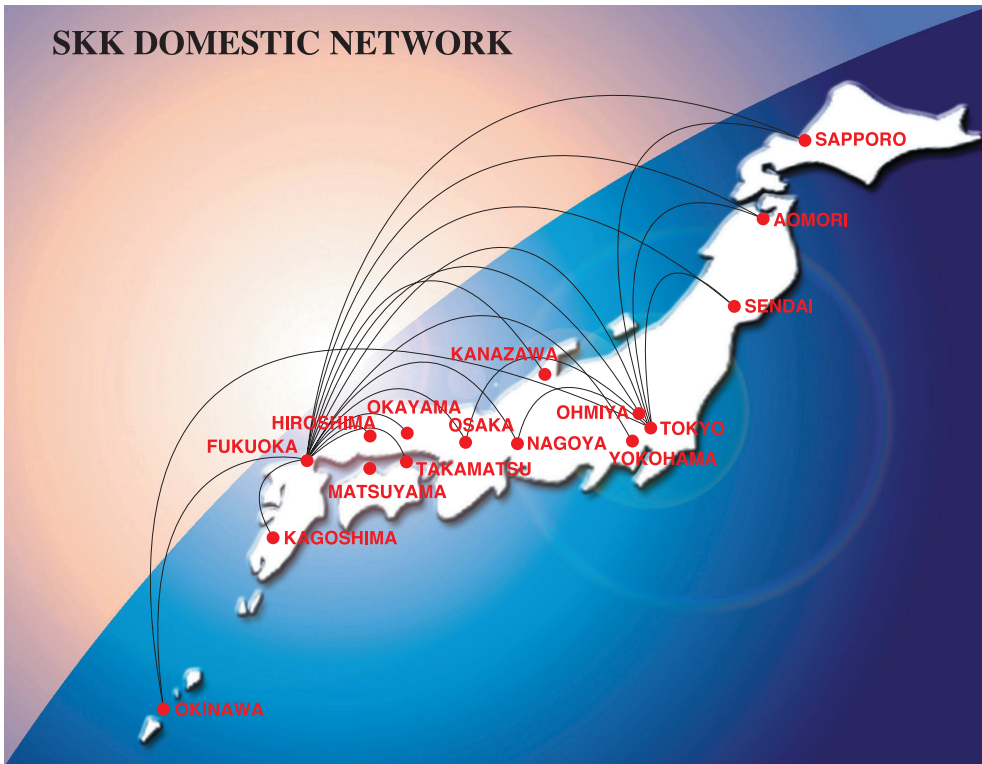 SKK DOMESTIC NETWORK
SAPPORO
AOMORI
SENDAI
KANAZAWA
OKAYAMA
HIROSHIMA
OSAKA
OHMIYA
TOKYO
FUKUOKA
NAGOYA
YOKOHAMA
TAKAMATSU
MATSUYAMA
KAGOSHIMA
OKINAWA